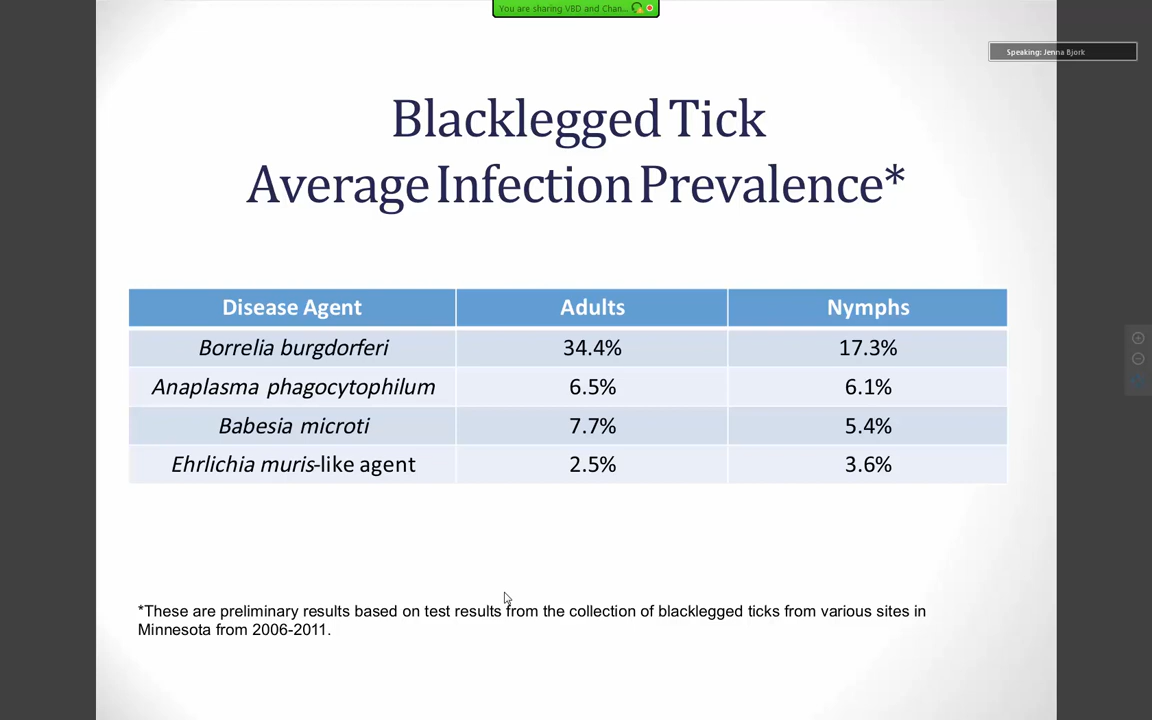 You are sharing VBD and Chan...
Speaking: Jenna Bjork
Blacklegged Tick
Average Infection Prevalence*
Disease Agent Adults Nymphs
Borrelia burgdorferi 34.4% 17.3%
Anaplasma phagocytophilum 6.5% 6.1%
Babesia microti 7.7% 5.4%
Ehrlichia muris-like agent 2.5% 3.6%
*These are preliminary results based on test results from the collection of blacklegged ticks from various sites in
Minnesota from 2006-2011.